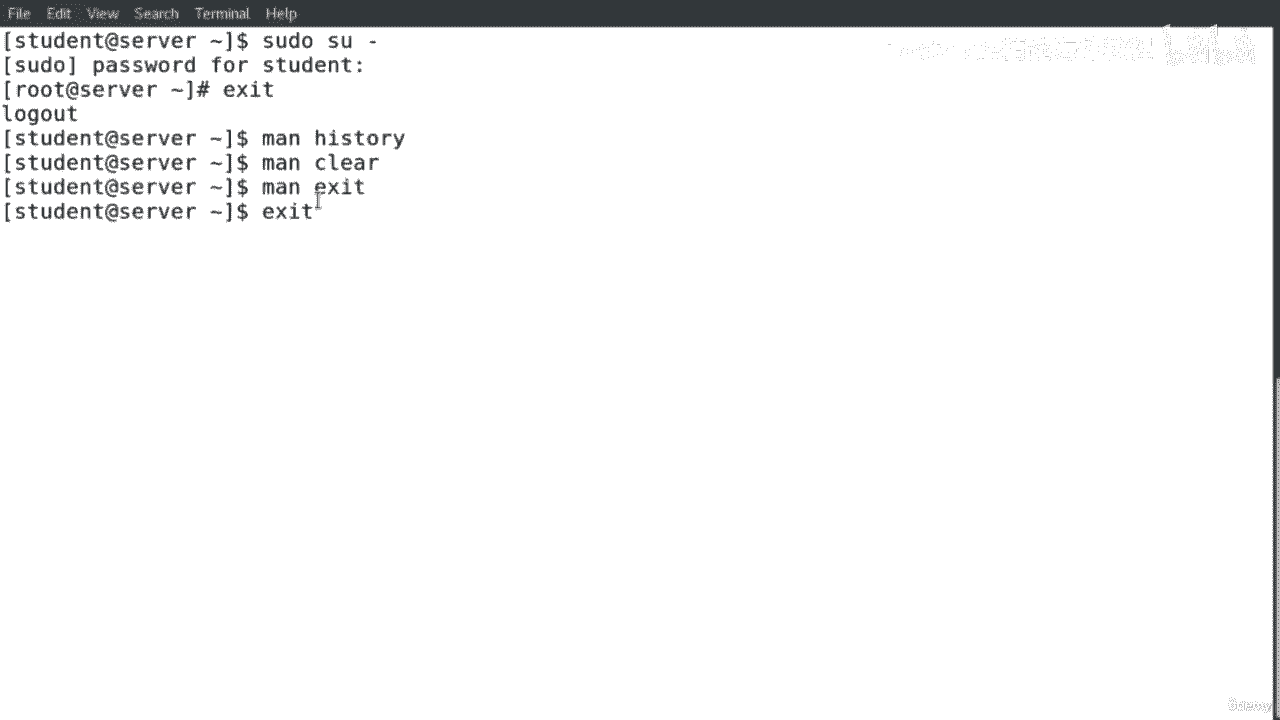 File Edit View Search Terminal Help
[student@server ~]$ sudo su -
[sudo] password for student:
[root@server ~]# exit
logout
[student@server ~]$ man history
[student@server ~]$ man clear
[student@server ~]$ man exit
[student@server ~]$ exit